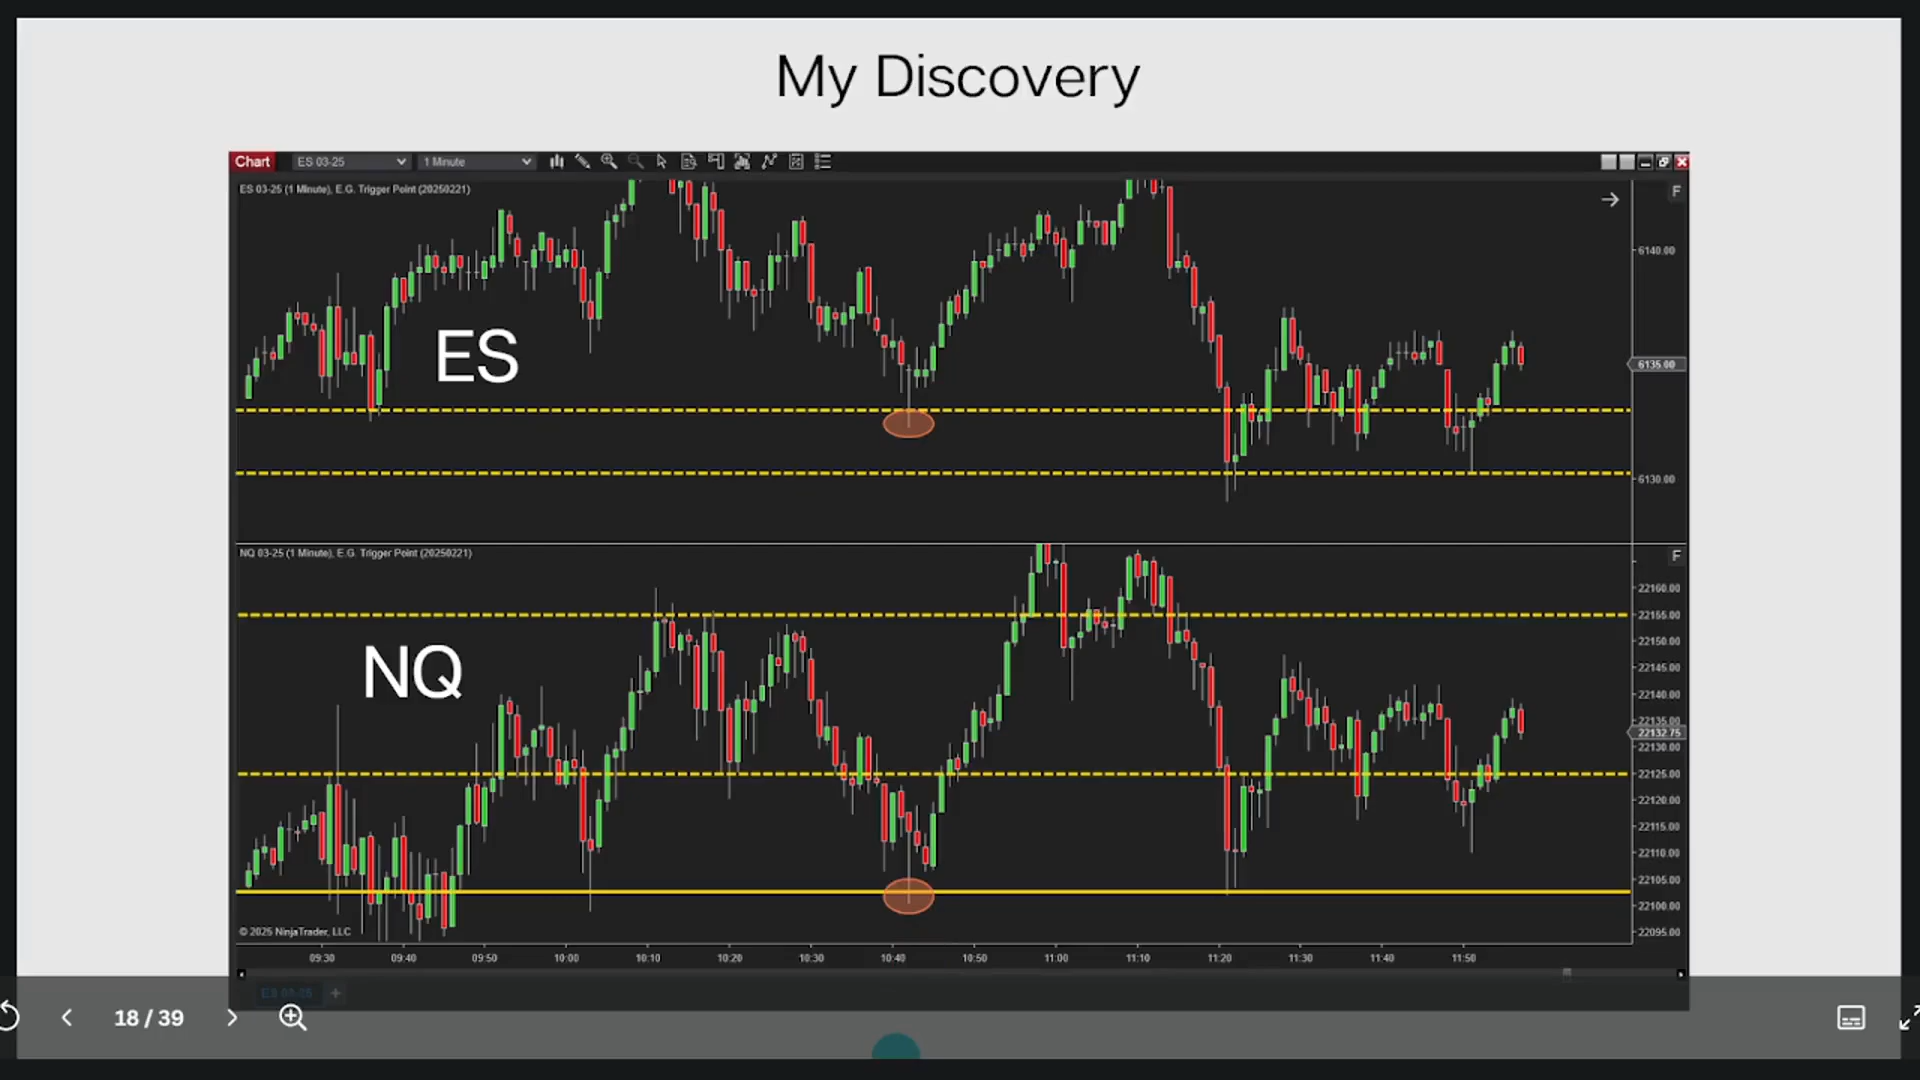 My Discovery
Chart ES 03-25 1 Minute
ES 03-25 (1 Minute), E.G. Trigger Point (20250221)
F
6140.00
ES
6135.00
6130.00
NQ 03-25 (1 Minute), E.G. Trigger Point (20250221)
F
22160.00
22155.00
NQ
22150.00
22145.00
22140.00
22135.00
22132.75
22130.00
22125.00
22120.00
22115.00
22110.00
22105.00
22100.00
© 2025 NinjaTrader, LLC
22095.00
09:30 09:40 09:50 10:00 10:10 10:20 10:30 10:40 10:50 11:00 11:10 11:20 11:30 11:40 11:50
ES 03-25 +
18 / 39